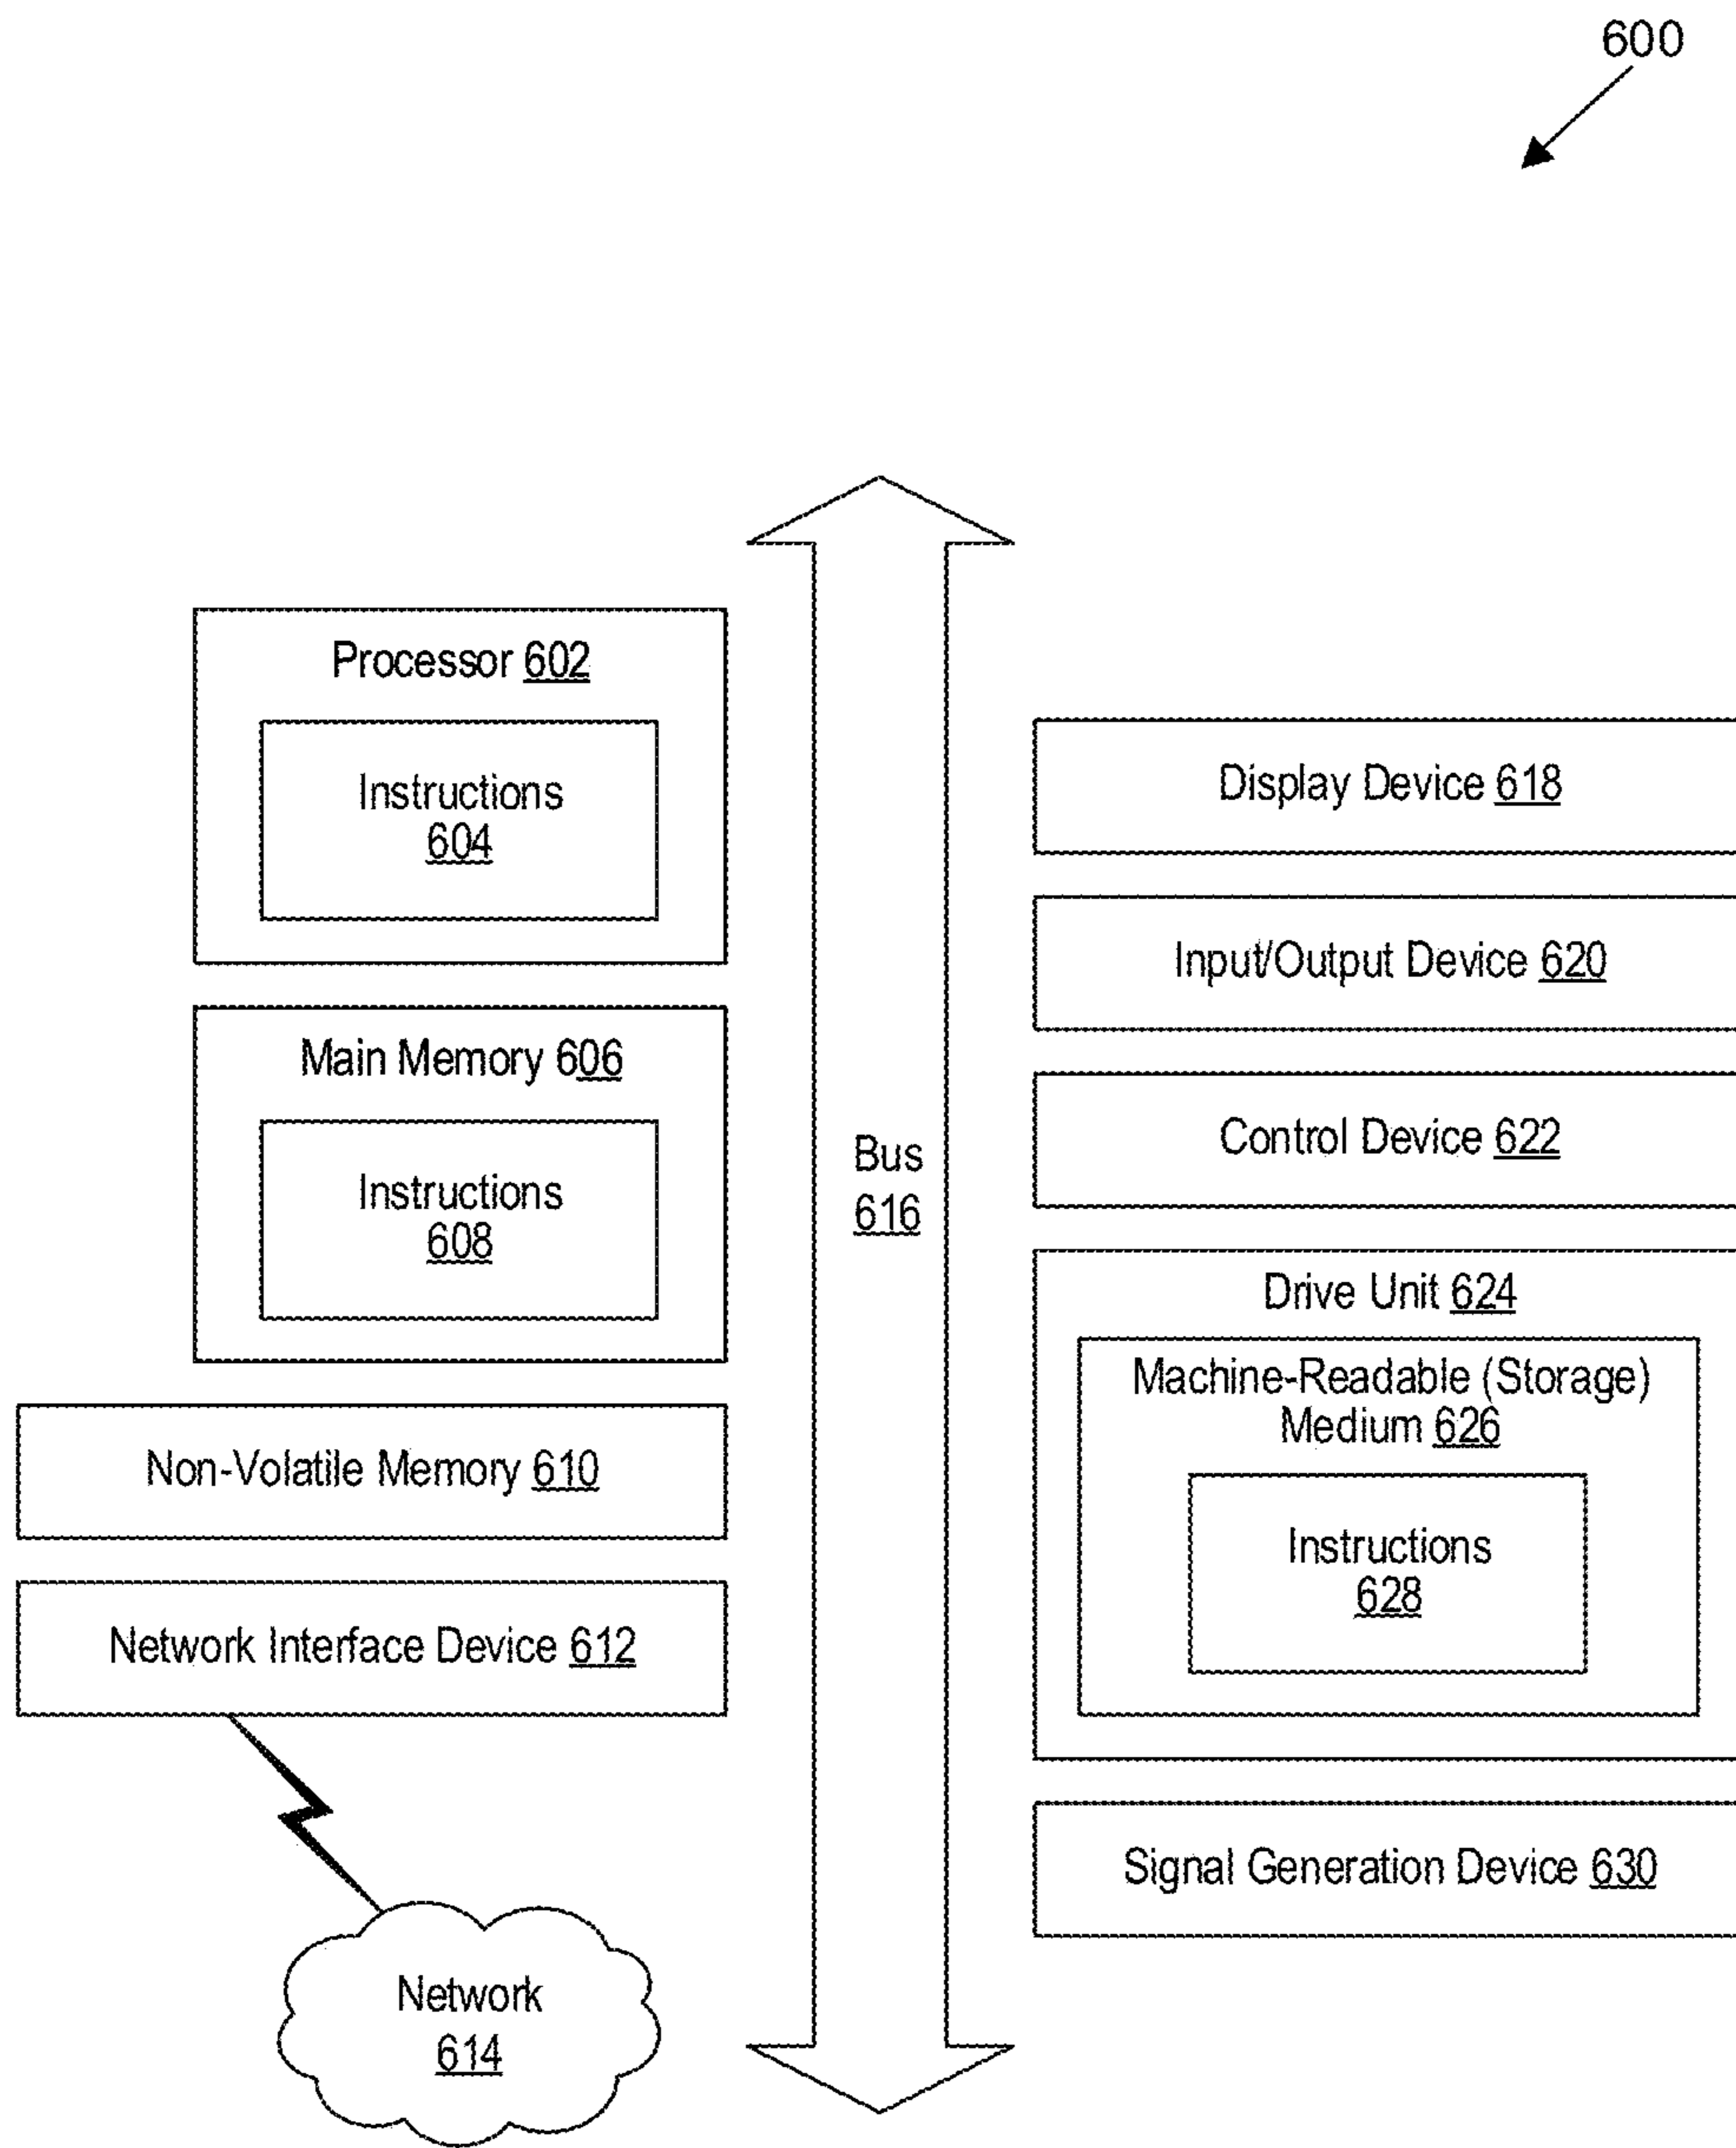 600
Processor 602
Instructions
604
Main Memory 606
Instructions
608
Non-Volatile Memory 610
Network Interface Device 612
Network
614
Bus
616
Display Device 618
Input/Output Device 620
Control Device 622
Drive Unit 624
Machine-Readable (Storage)
Medium 626
Instructions
628
Signal Generation Device 630